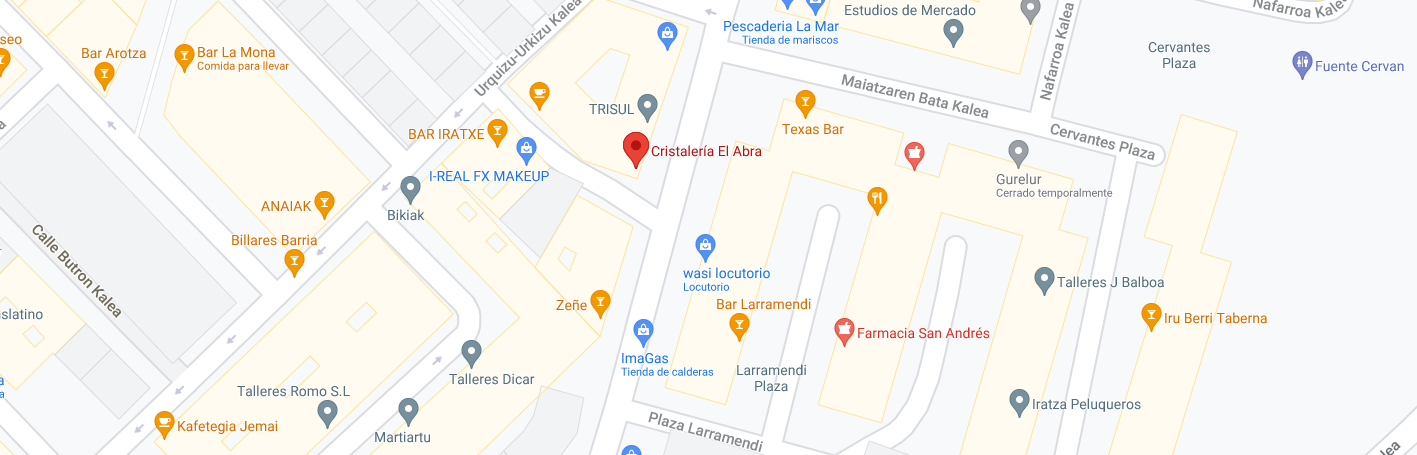 Estudios de Mercado
Nafarroa Kalea
Pescaderia La Mar
Tienda de mariscos
Bar Arotza
Bar La Mona
Comida para llevar
Urquizu-Urkizu Kalea
Nafarroa Kalea
Cervantes
Plaza
Fuente Cervan
TRISUL
Maiatzaren Bata Kalea
Texas Bar
BAR IRATXE
Cristalería El Abra
Cervantes Plaza
I-REAL FX MAKEUP
Gurelur
Cerrado temporalmente
ANAIAK
Bikiak
Billares Barria
Calle Butron Kalea
wasi locutorio
Locutorio
Talleres J Balboa
Zeñe
Bar Larramendi
Iru Berri Taberna
Farmacia San Andrés
ImaGas
Tienda de calderas
Larramendi
Plaza
Talleres Dicar
Talleres Romo S.L
Iratza Peluqueros
Kafetegia Jemai
Martiartu
Plaza Larramendi